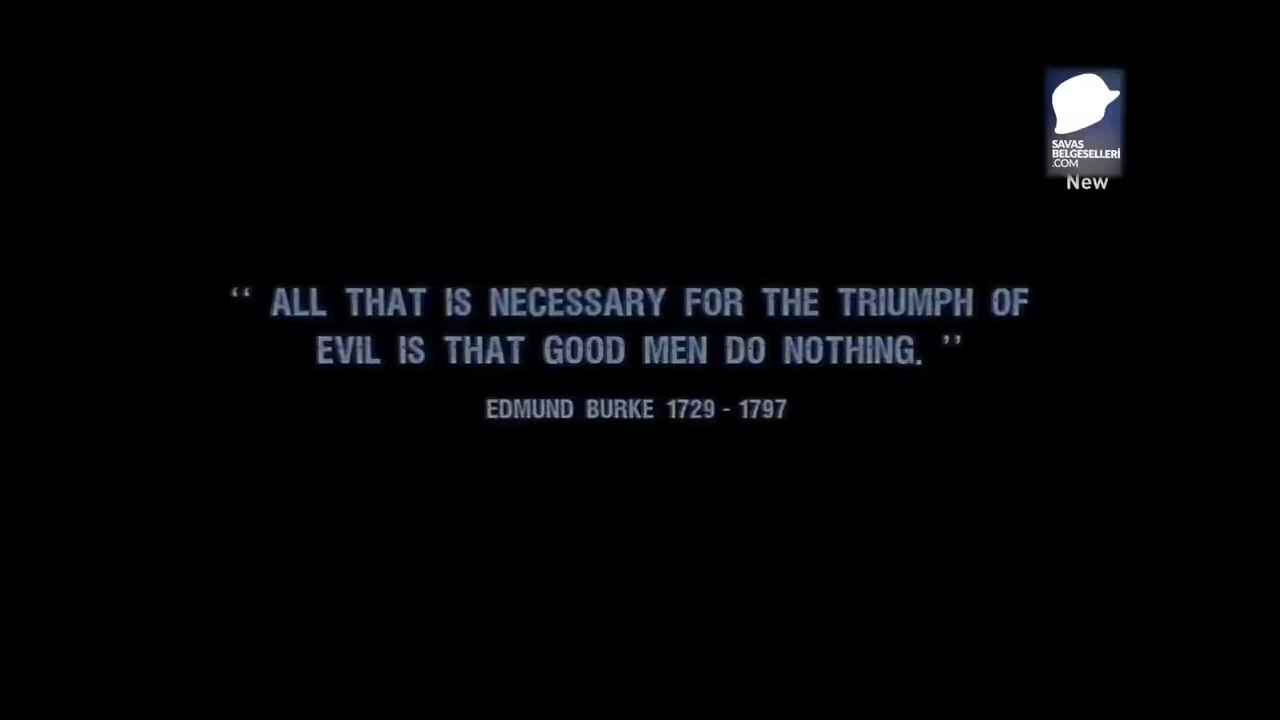 SAVAS
BELGESELLERİ
.COM
New
“ ALL THAT IS NECESSARY FOR THE TRIUMPH OF
EVIL IS THAT GOOD MEN DO NOTHING. ”
EDMUND BURKE 1729 - 1797